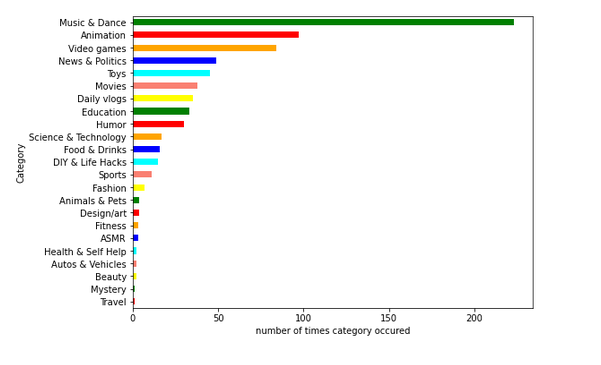 Music & Dance
Animation
Video games
News & Politics
Toys
Movies
Daily vlogs
Education
Humor
Science & Technology
Food & Drinks
DIY & Life Hacks
Sports
Fashion
Animals & Pets
Design/art
Fitness
ASMR
Health & Self Help
Autos & Vehicles
Beauty
Mystery
Travel
Category
0 50 100 150 200
number of times category occured